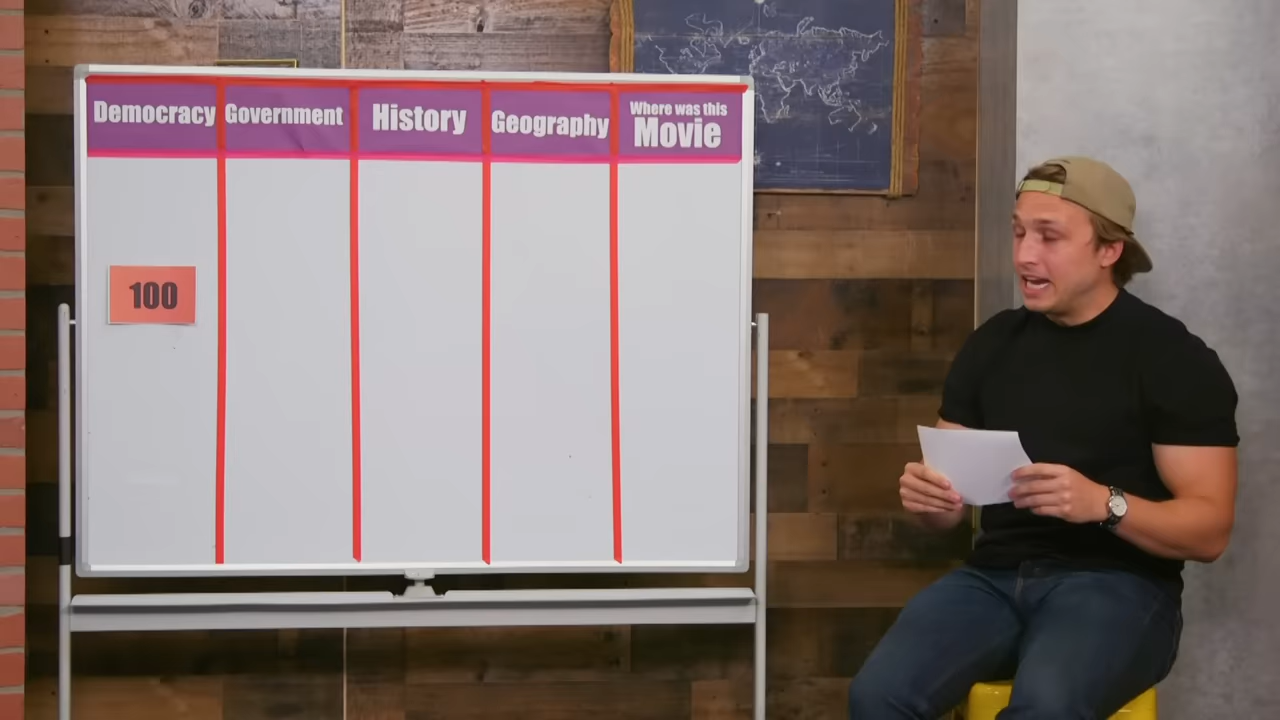 Democracy
Government
History
Geography
Where was this
Movie
100